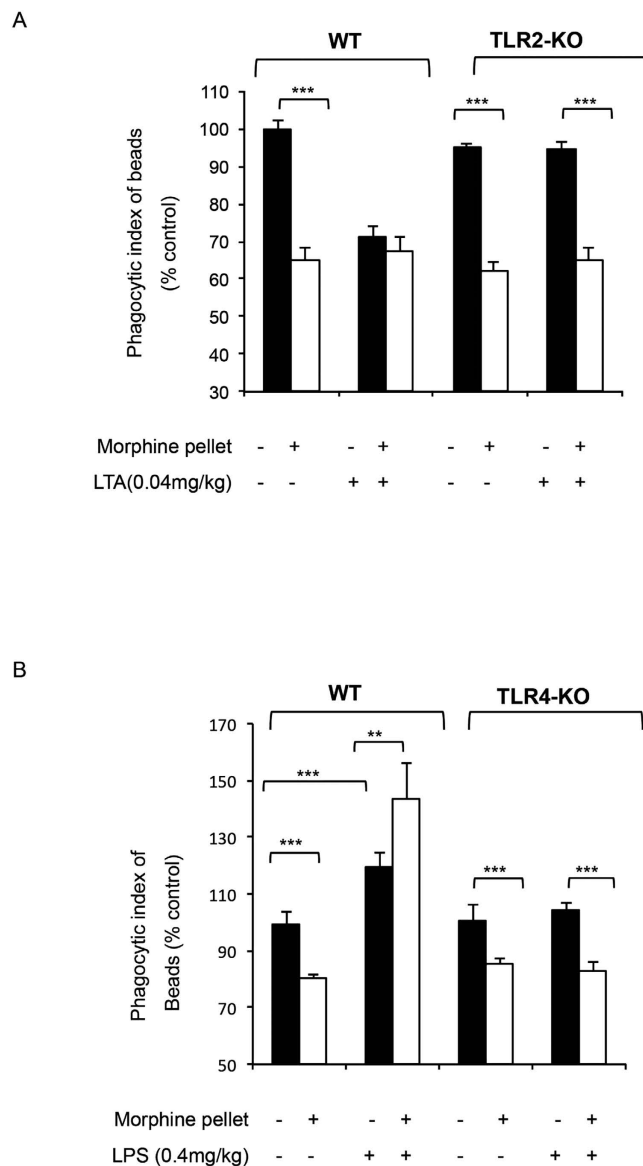 A
WT TLR2-KO
*** *** ***
110
100
90
80
70
60
50
40
30
Phagocytic index of beads
(% control)
Morphine pellet - + - + - + - +
LTA(0.04mg/kg) - - + + - - + +
B
WT TLR4-KO
170
150
130
110
90
70
50
**
***
***
*** ***
Phagocytic index of
Beads (% control)
Morphine pellet - + - + - + - +
LPS (0.4mg/kg) - - + + - - + +